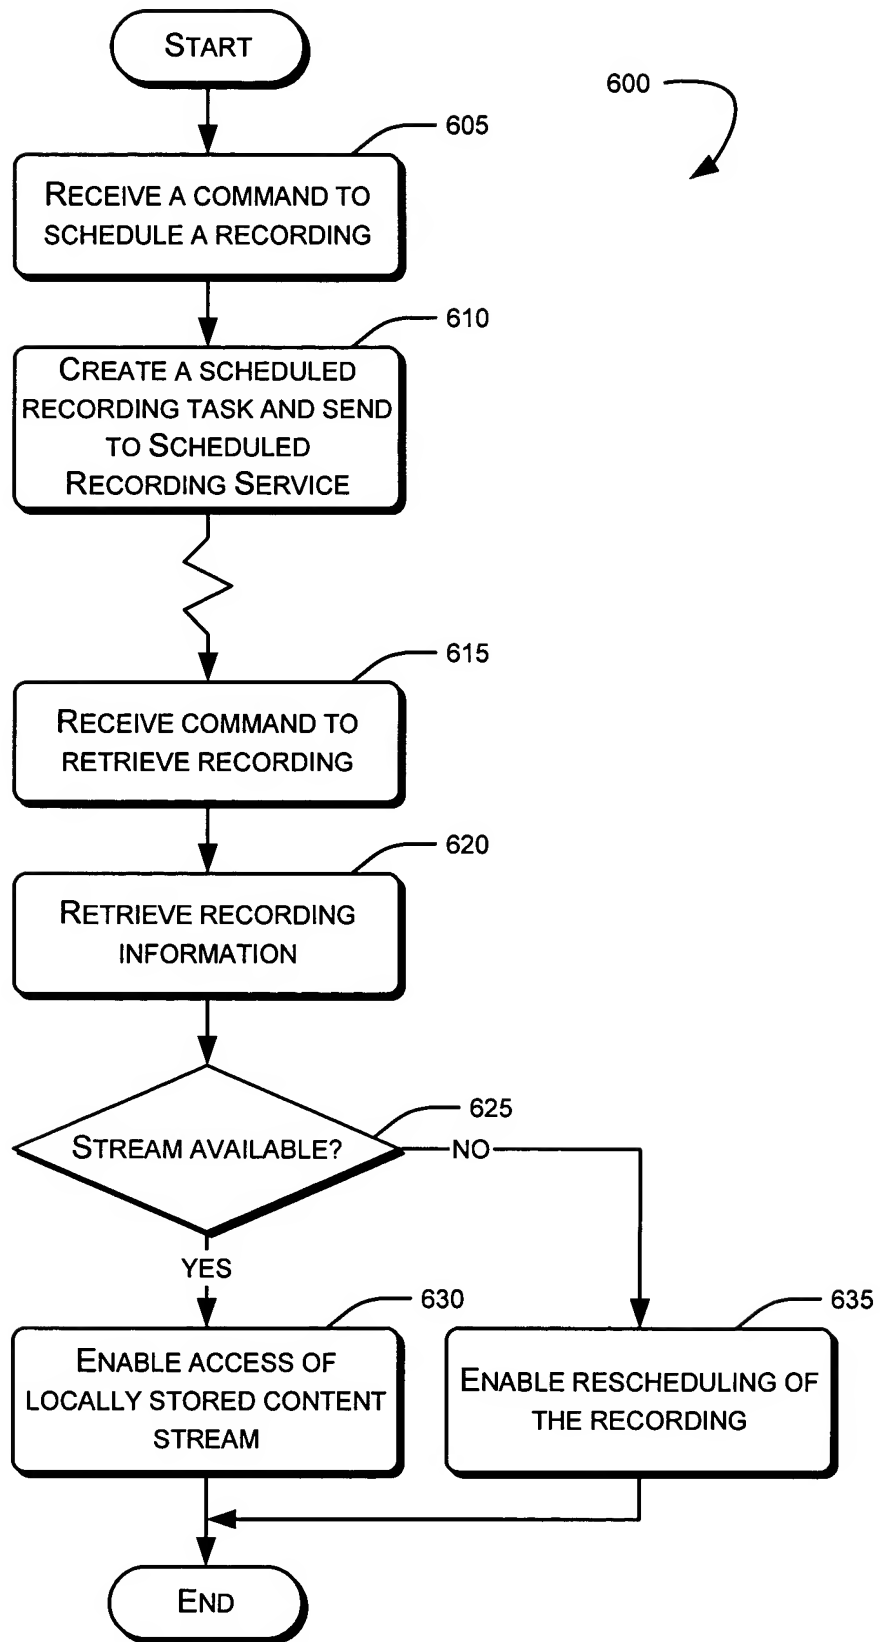 START
600
605
RECEIVE A COMMAND TO
SCHEDULE A RECORDING
610
CREATE A SCHEDULED
RECORDING TASK AND SEND
TO SCHEDULED
RECORDING SERVICE
615
RECEIVE COMMAND TO
RETRIEVE RECORDING
620
RETRIEVE RECORDING
INFORMATION
625
STREAM AVAILABLE?
NO
YES
630
ENABLE ACCESS OF
LOCALLY STORED CONTENT
STREAM
635
ENABLE RESCHEDULING OF
THE RECORDING
END